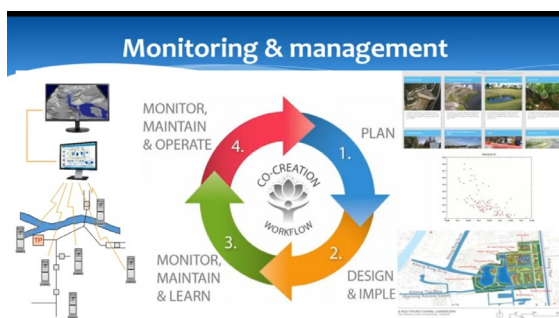 Monitoring & management
MONITOR,
MAINTAIN
& OPERATE
4.
PLAN
1.
CO-CREATION
WORKFLOW
TP
3.
2.
MONITOR,
MAINTAIN
& LEARN
DESIGN
& IMPLE